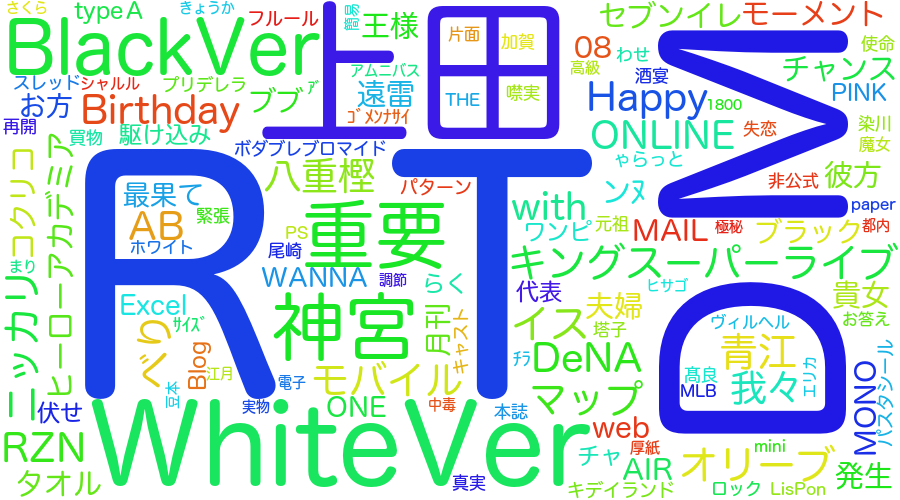 さくら
typeA
きょうか
フルール
簡易
王様
片面
加賀
セブンイレ
モーメント
BlackVer
上田
THE
噂実
08
わせ
使命
高級
酒宴
チャンス
スレッド
シャルル
プリデレラ
ア
アムニバス
遠雷
お方
Birthday
ブブ
ゴメンナサイ
Happy
1800
PINK
再開
買物
駆け込み
ボダブレブロマイド
ONLINE
失恋
染川
魔女
ゃらっと
コクリコ
ヒーローアカデミア
RT
八重樫
パターン
ンヌ
M
非公式
彼方
最果て
AB
緊張
重要
with
元祖
MAIL
極秘
paper
ホワイト
PS
尾崎
ワンピ
ブラック
都内
まり
ニッカリ
WANNA
調節
らく
キングスーパーライブ
Excel
神宮
代表
夫婦
ヒサゴ
D
貴女
お答え
べり
サイズ
月刊
キャスト
イス
塔子
ヴィルヘル
Blog
江月
チラ
DeNA
青江
豆本
電子
モバイル
マップ
高良
MLB
我々
エリカ
MONO
パスタシール
伏せ
WhiteVer
実物
ONE
中毒
本誌
web
厚紙
RZN
チャ
AIR
オリーブ
mini
発生
タオル
真実
キデイランド
ロック
LisPon